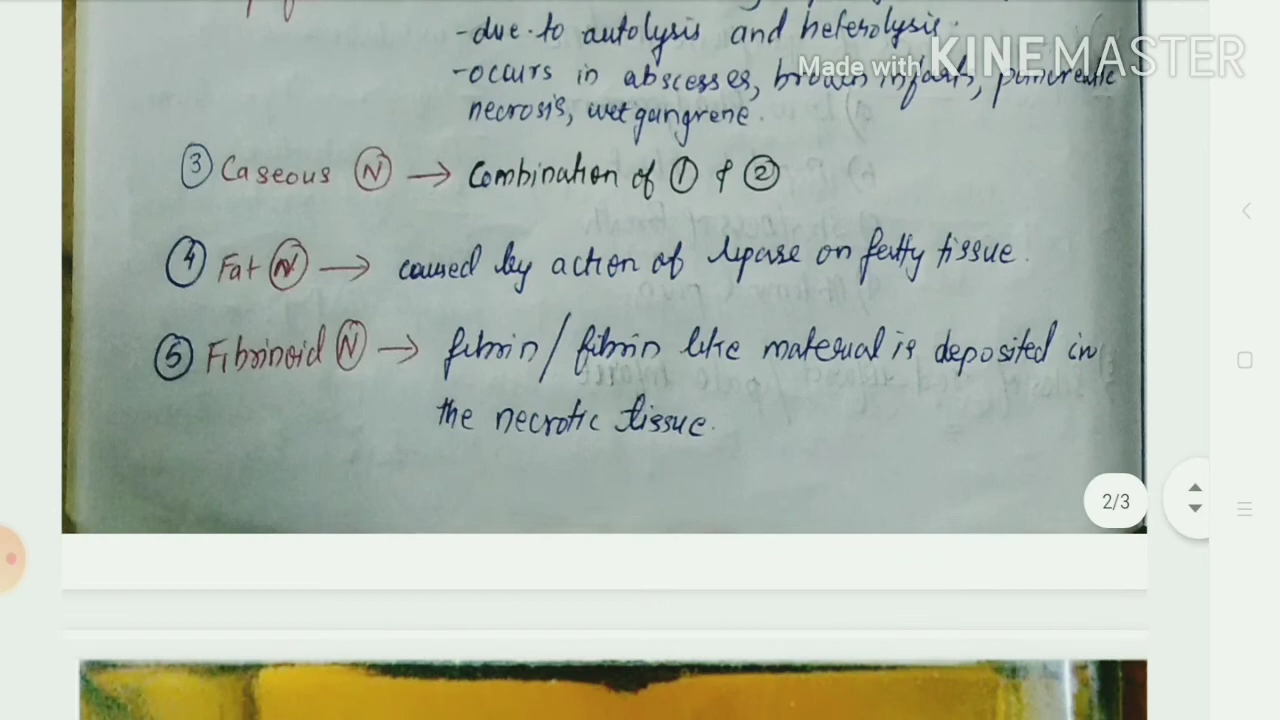 -due to autolysis and heterolysis.
Made with KINEMASTER
-occurs in abscesses, brown infarcts, pancreatic
necrosis, wet gangrene.
③ Caseous Ⓝ → Combination of ① & ②
④ Fat Ⓝ → caused by action of lipase on fatty tissue.
⑤ Fibrinoid Ⓝ → fibrin/fibrin like material is deposited in
the necrotic tissue.
2/3